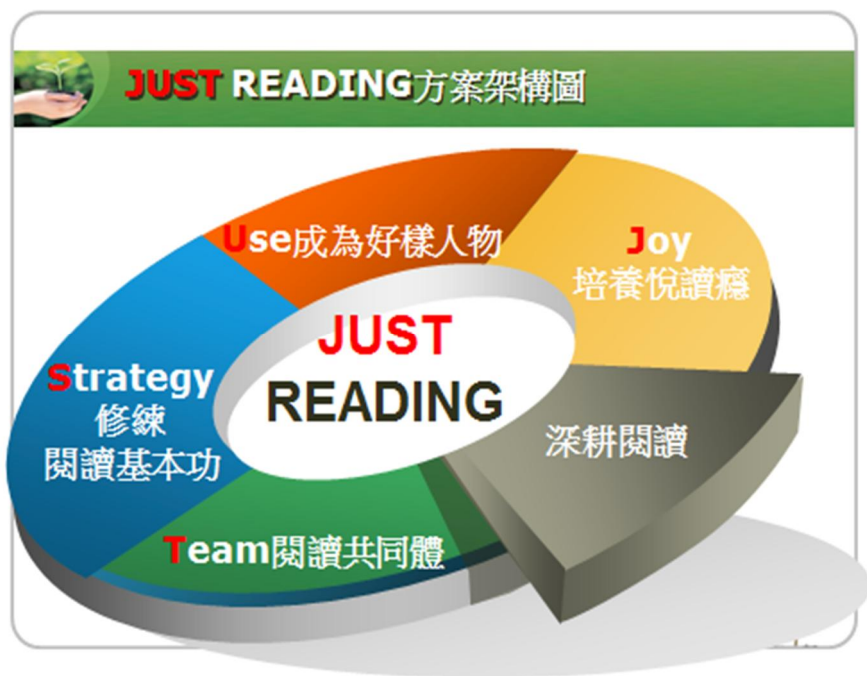 JUST READING方案架構圖
Use成為好樣人物
Joy
培養悅讀癮
JUST
READING
Strategy
修練
閱讀基本功
深耕閱讀
Team閱讀共同體